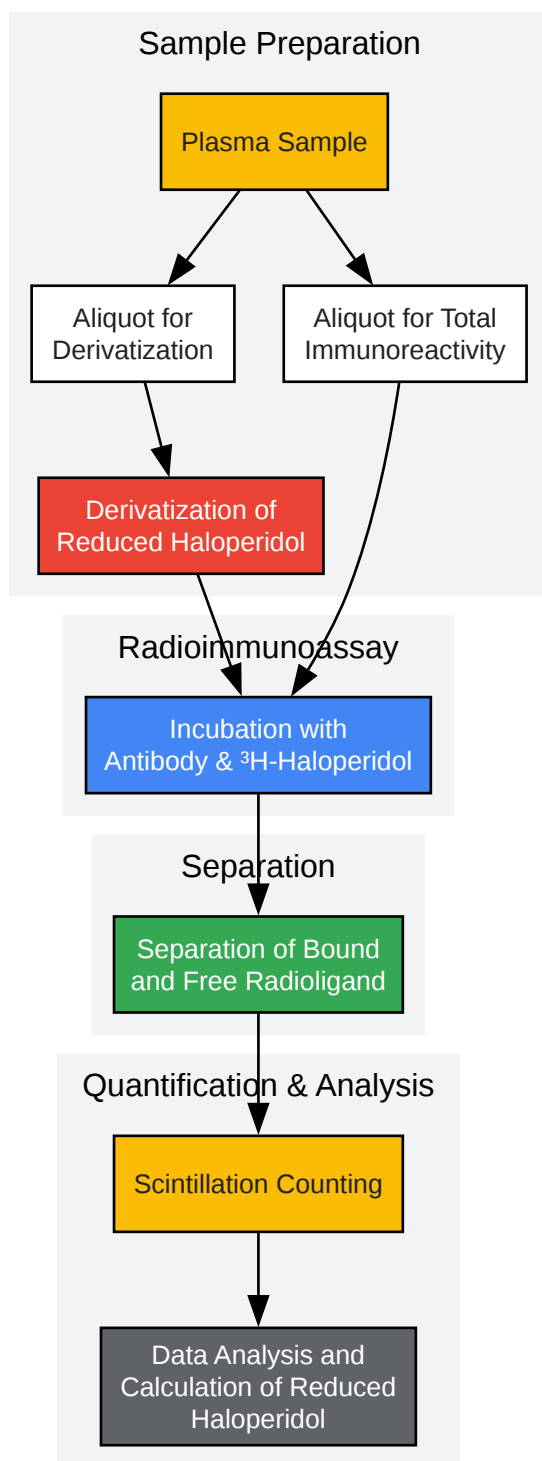 Sample Preparation
Plasma Sample
Aliquot for
Derivatization
Aliquot for Total
Immunoreactivity
Derivatization of
Reduced Haloperidol
Radioimmunoassay
Incubation with
Antibody & ³H-Haloperidol
Separation
Separation of Bound
and Free Radioligand
Quantification & Analysis
Scintillation Counting
Data Analysis and
Calculation of Reduced
Haloperidol